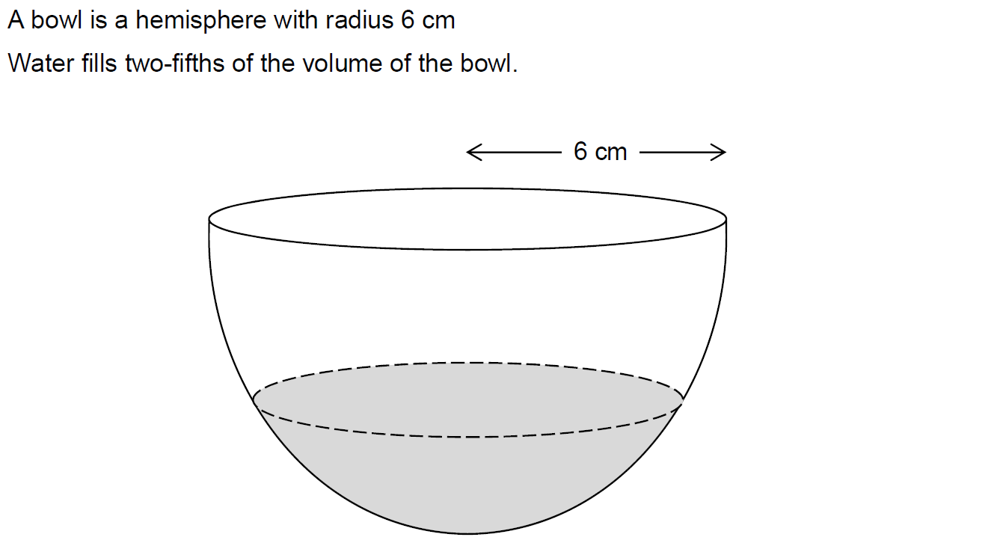 A bowl is a hemisphere with radius 6 cm
Water fills two-fifths of the volume of the bowl.
6 cm